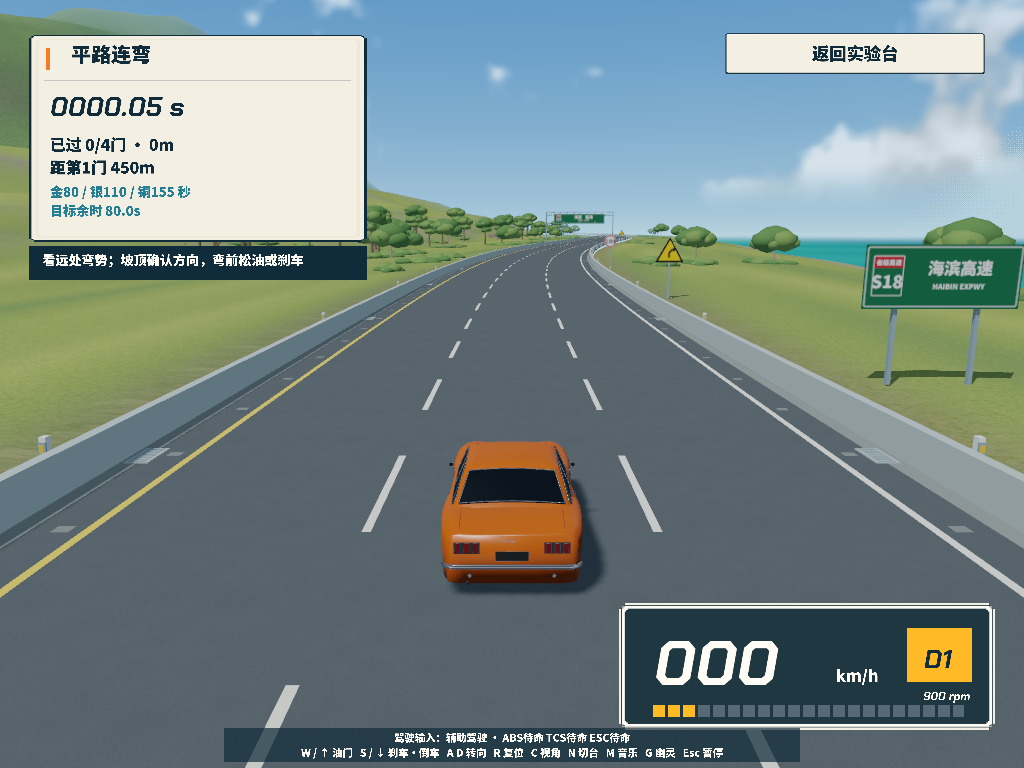 平路连弯
0000.05 s
已过 0/4门 · 0m
距第1门 450m
金80 / 银110 / 铜155 秒
目标余时 80.0s
看远处弯势；坡顶确认方向，弯前松油或刹车
返回实验台
省级高速
S18
海滨高速
HAIBIN EXPWY
000 km/h
D1
900 rpm
驾驶输入：辅助驾驶 · ABS待命 TCS待命 ESC待命
W / ↑ 油门 S / ↓ 刹车·倒车 A D 转向 R 复位 C 视角 N 切台 M 音乐 G 幽灵 Esc 暂停